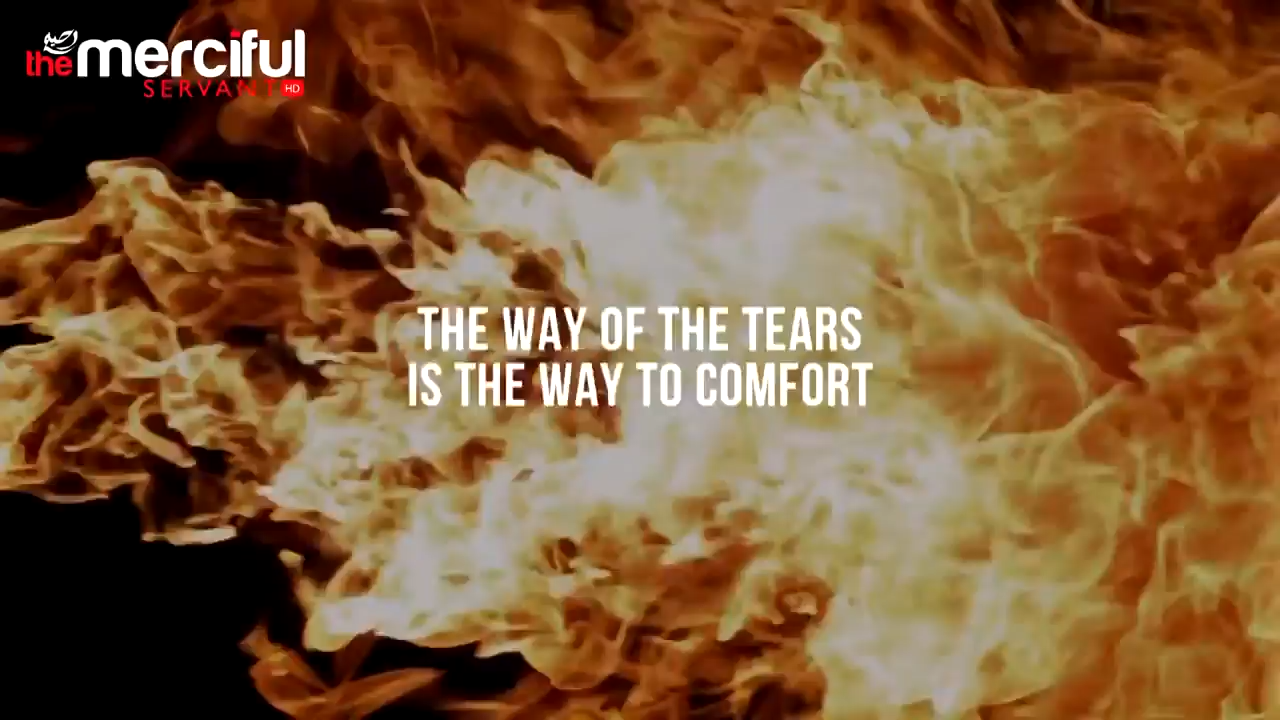 the merciful
SERVANT HD
THE WAY OF THE TEARS
IS THE WAY TO COMFORT